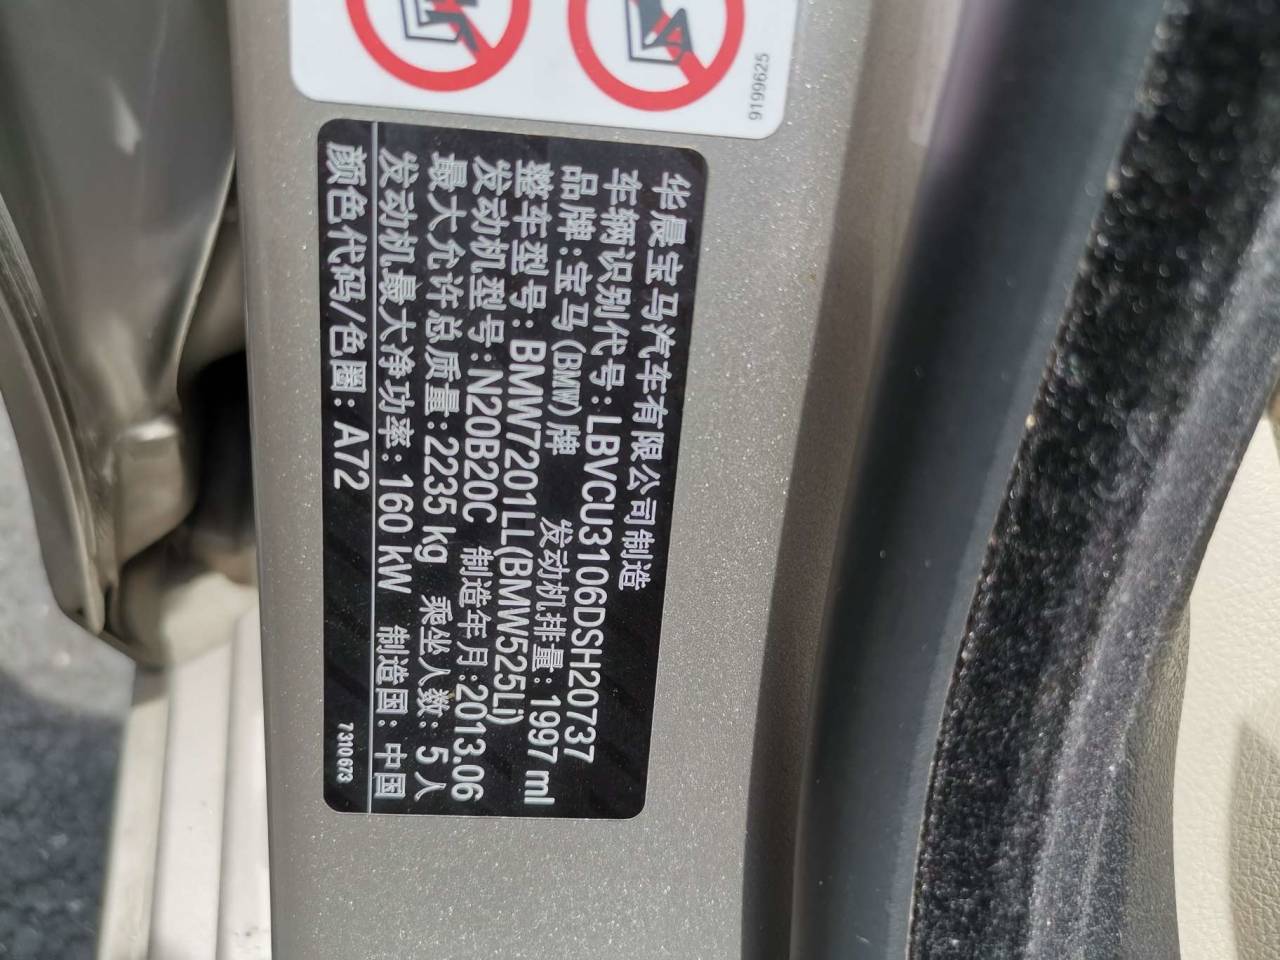 9199625
华晨宝马汽车有限公司制造
车辆识别代号: LBVCU3106DSH20737
品牌:宝马(BMW)牌 发动机排量: 1997 ml
整车型号: BMW7201LL(BMW525Li)
发动机型号: N20B20C 制造年月:2013.06
最大允许总质量:2235 kg 乘坐人数: 5 人
发动机最大净功率: 160 kW 制造国: 中国
颜色代码/色圈: A72 7310673